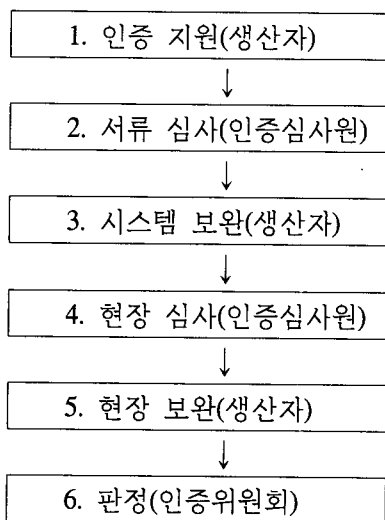 1. 인증 지원(생산자)
↓
2. 서류 심사(인증심사원)
↓
3. 시스템 보완(생산자)
↓
4. 현장 심사(인증심사원)
↓
5. 현장 보완(생산자)
↓
6. 판정(인증위원회)